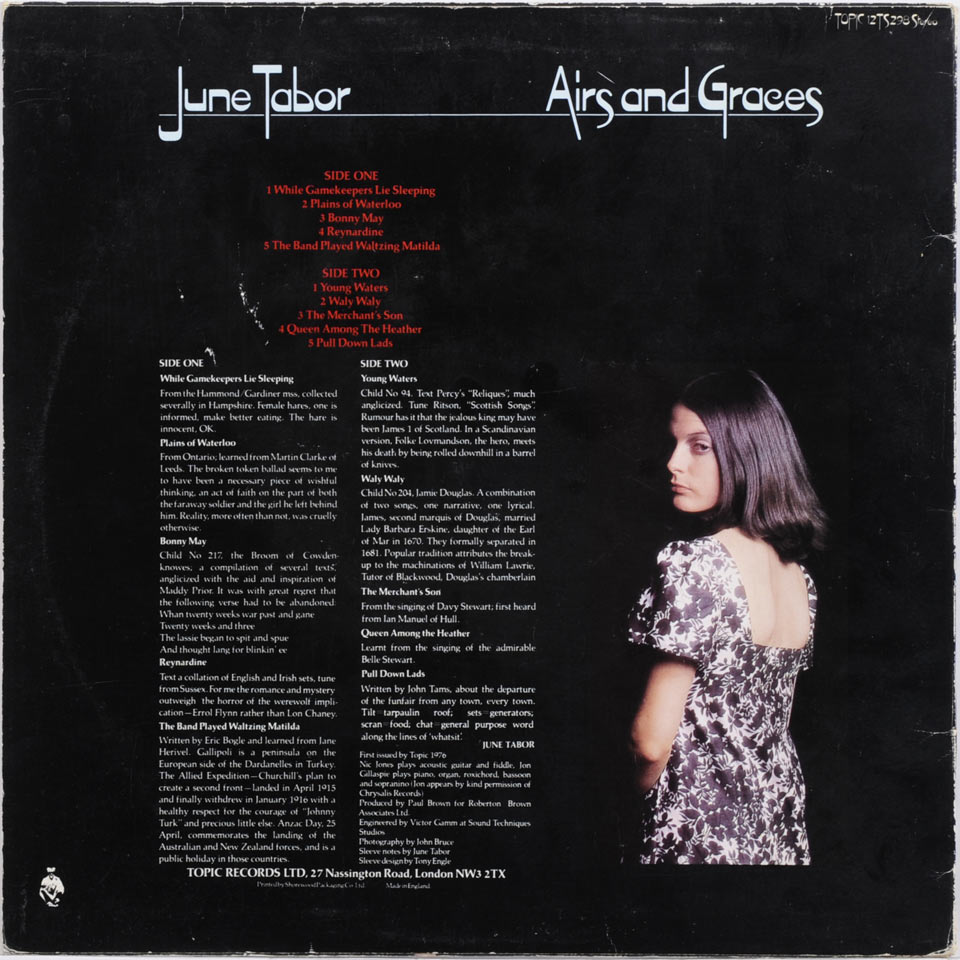 TOPIC 12TS298 Stereo
June Tabor
Airs and Graces
SIDE ONE
1 While Gamekeepers Lie Sleeping
2 Plains of Waterloo
3 Bonny May
4 Reynardine
5 The Band Played Waltzing Matilda
SIDE TWO
1 Young Waters
2 Waly Waly
3 The Merchant's Son
4 Queen Among The Heather
5 Pull Down Lads
SIDE ONE
While Gamekeepers Lie Sleeping
From the Hammond/Gardiner mss, collected
severally in Hampshire. Female hares, one is
informed, make better eating. The hare is
innocent, OK.
Plains of Waterloo
From Ontario; learned from Martin Clarke of
Leeds. The broken token ballad seems to me
to have been a necessary piece of wishful
thinking, an act of faith on the part of both
the faraway soldier and the girl he left behind
him. Reality, more often than not, was cruelly
otherwise.
Bonny May
Child No 217, the Broom of Cowden-
knowes; a compilation of several texts,
anglicized with the aid and inspiration of
Maddy Prior. It was with great regret that
the following verse had to be abandoned:
Whan twenty weeks war past and gane
Twenty weeks and three
The lassie began to spit and spue
And thought lang for blinkin' ee
Reynardine
Text a collation of English and Irish sets, tune
from Sussex. For me the romance and mystery
outweigh the horror of the werewolf impli-
cation—Errol Flynn rather than Lon Chaney.
The Band Played Waltzing Matilda
Written by Eric Bogle and learned from Jane
Herivel. Gallipoli is a peninsula on the
European side of the Dardanelles in Turkey.
The Allied Expedition—Churchill's plan to
create a second front—landed in April 1915
and finally withdrew in January 1916 with a
healthy respect for the courage of "Johnny
Turk" and precious little else. Anzac Day, 25
April, commemorates the landing of the
Australian and New Zealand forces, and is a
public holiday in those countries.
SIDE TWO
Young Waters
Child No 94. Text Percy's "Reliques", much
anglicized. Tune Ritson, "Scottish Songs".
Rumour has it that the jealous king may have
been James 1 of Scotland. In a Scandinavian
version, Folke Lovmandson, the hero, meets
his death by being rolled downhill in a barrel
of knives.
Waly Waly
Child No 204, Jamie Douglas. A combination
of two songs, one narrative, one lyrical.
James, second marquis of Douglas, married
Lady Barbara Erskine, daughter of the Earl
of Mar in 1670. They formally separated in
1681. Popular tradition attributes the break-
up to the machinations of William Lawrie,
Tutor of Blackwood, Douglas's chamberlain
The Merchant's Son
From the singing of Davy Stewart; first heard
from Ian Manuel of Hull.
Queen Among the Heather
Learnt from the singing of the admirable
Belle Stewart.
Pull Down Lads
Written by John Tams, about the departure
of the funfair from any town, every town.
Tilt=tarpaulin roof; sets=generators;
scran=food; chat=general purpose word
along the lines of 'whatsit'.
JUNE TABOR
First issued by Topic 1976
Nic Jones plays acoustic guitar and fiddle, Jon
Gillaspie plays piano, organ, roxichord, bassoon
and sopranino (Jon appears by kind permission of
Chrysalis Records)
Produced by Paul Brown for Roberton Brown
Associates Ltd.
Engineered by Victor Gamm at Sound Techniques
Studios
Photography by John Bruce
Sleeve notes by June Tabor
Sleeve design by Tony Engle
TOPIC RECORDS LTD, 27 Nassington Road, London NW3 2TX
Printed by Shorewood Packaging Co. Ltd. Made in England